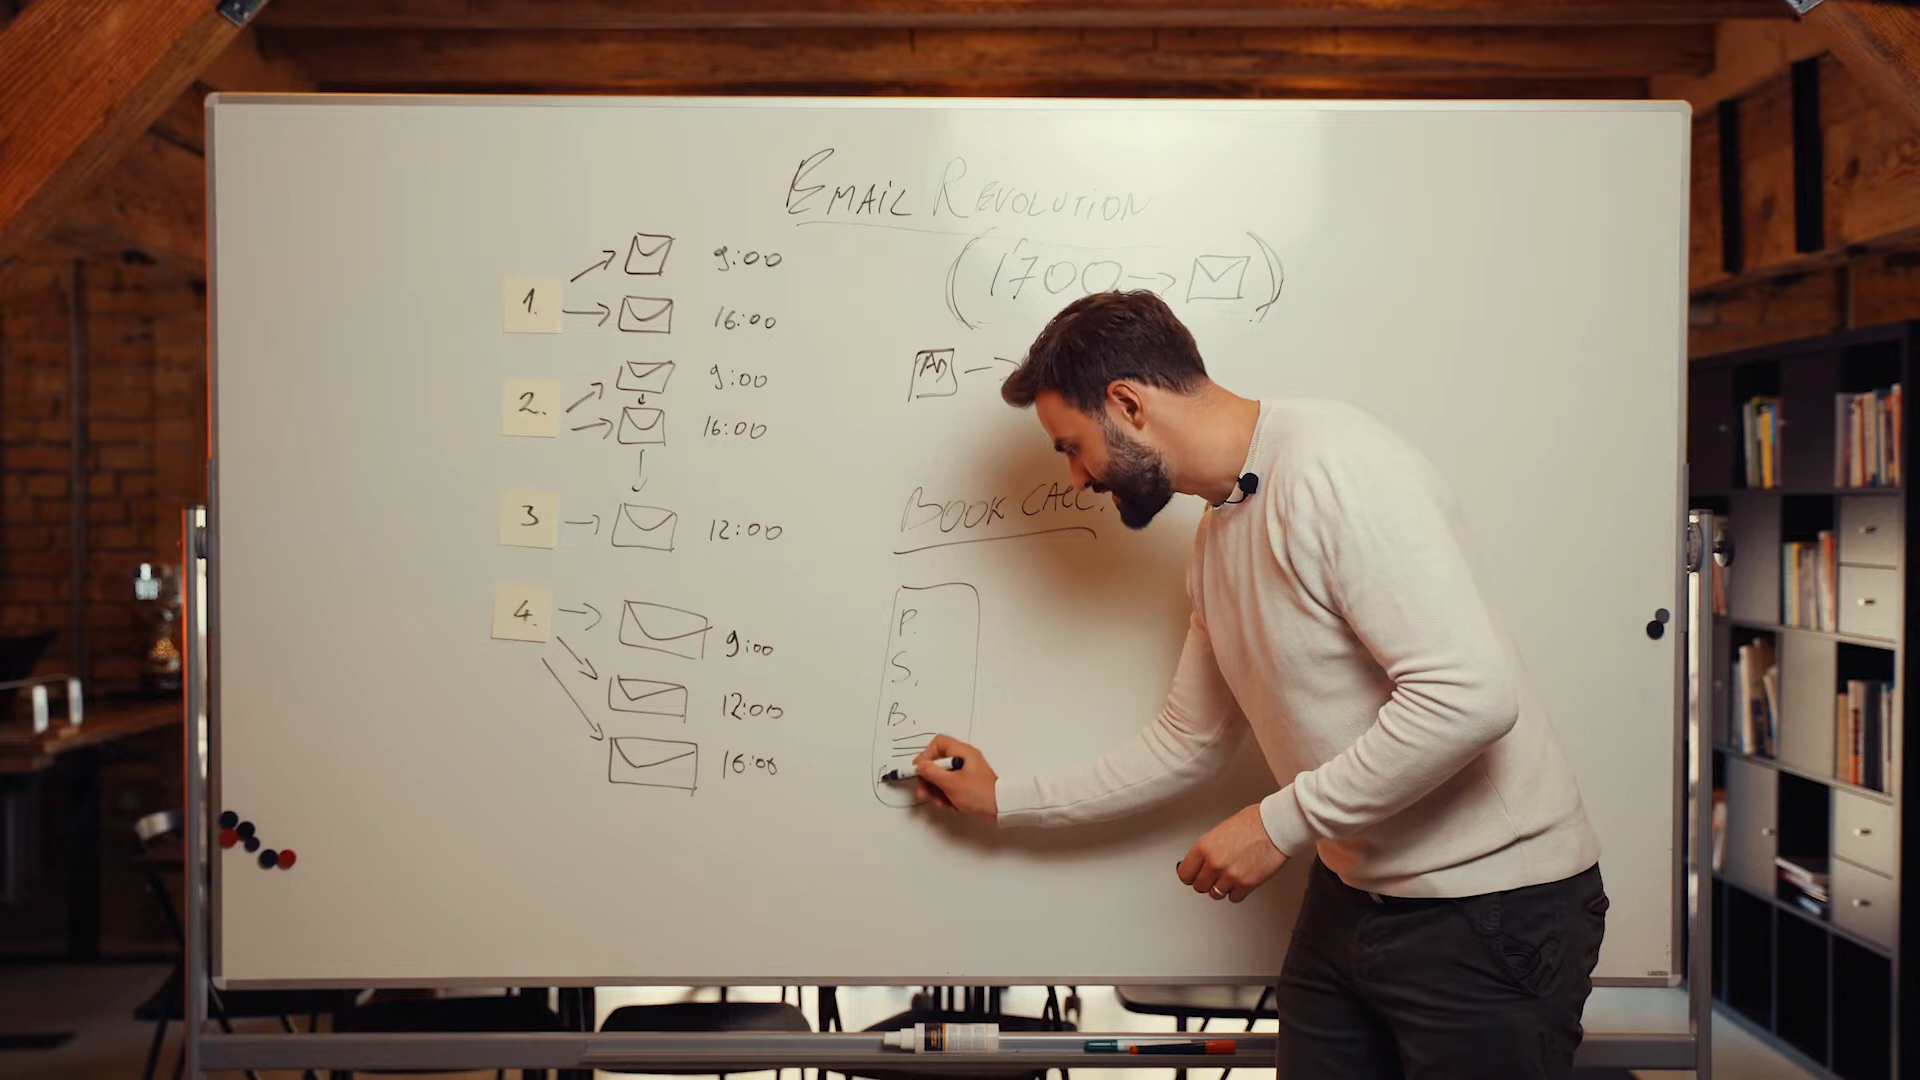 EMAIL REVOLUTION
(1700 → )
1.
9:00
16:00
2.
9:00
16:00
3
12:00
4.
9:00
12:00
16:00
AD
BOOK CALL.
P.
S.
B.